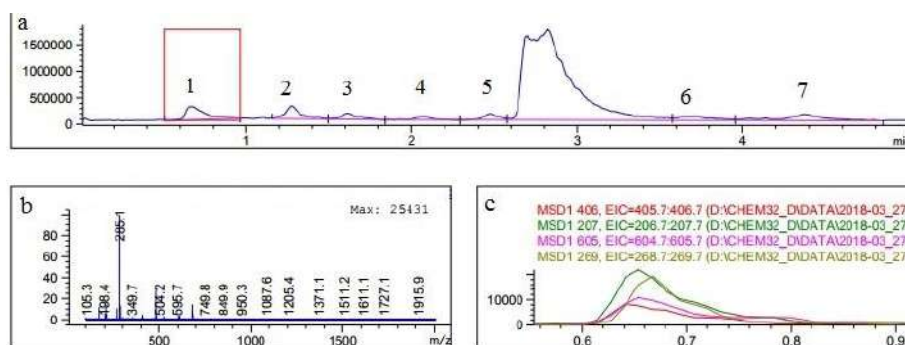 a
1500000
1000000
500000
0
1 2 3 4 5 6 7
1 2 3 4 mi
b
Max: 25431
80
60
40
20
0
285.1
105.3 198.4 349.7 504.2 595.7 749.8 849.9 950.3 1087.6 1205.4 1371.1 1511.2 1611.1 1727.1 1915.9
500 1000 1500 m/z
c
MSD1 406, EIC=405.7:406.7 (D:\CHEM32_D\DATA\2018-03_27
MSD1 207, EIC=206.7:207.7 (D:\CHEM32_D\DATA\2018-03_27
MSD1 605, EIC=604.7:605.7 (D:\CHEM32_D\DATA\2018-03_27
MSD1 269, EIC=268.7:269.7 (D:\CHEM32_D\DATA\2018-03_27
10000
0
0.6 0.7 0.8 0.9